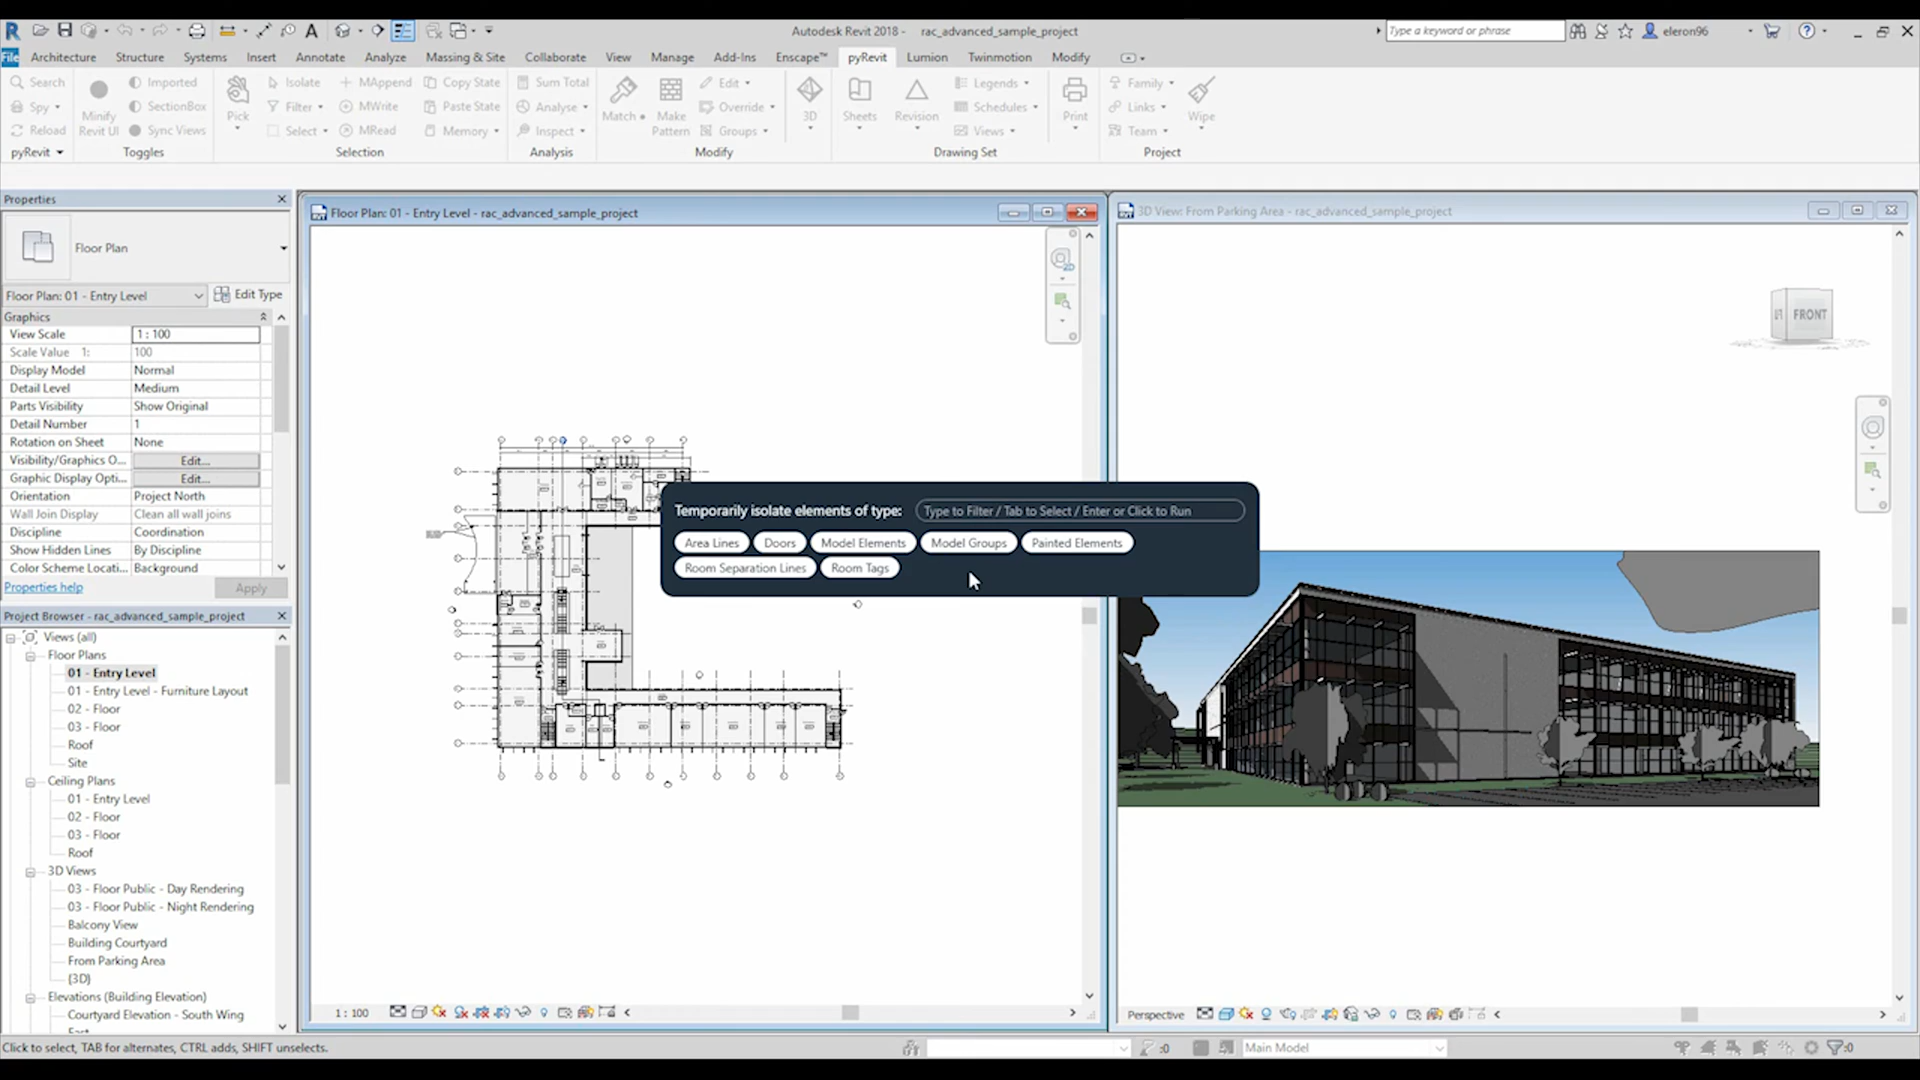 Autodesk Revit 2018 - rac_advanced_sample_project
Type a keyword or phrase
eleron96
File Architecture Structure Systems Insert Annotate Analyze Massing & Site Collaborate View Manage Add-Ins Enscape™ pyRevit Lumion Twinmotion Modify
Search Minify Revit UI Imported Pick Isolate MAppend Copy State Sum Total Match Make Pattern Edit 3D Sheets Revision Legends Print Family Wipe
Spy SectionBox Filter MWrite Paste State Analyse Override Schedules Links
Reload Sync Views Select MRead Memory Inspect Groups Views Team
pyRevit Toggles Selection Analysis Modify Drawing Set Project
Properties
Floor Plan
Floor Plan: 01 - Entry Level Edit Type
Graphics
View Scale 1 : 100
Scale Value 1: 100
Display Model Normal
Detail Level Medium
Parts Visibility Show Original
Detail Number 1
Rotation on Sheet None
Visibility/Graphics O... Edit...
Graphic Display Opti... Edit...
Orientation Project North
Wall Join Display Clean all wall joins
Discipline Coordination
Show Hidden Lines By Discipline
Color Scheme Locati... Background
Properties help Apply
Project Browser - rac_advanced_sample_project
Views (all)
Floor Plans
01 - Entry Level
01 - Entry Level - Furniture Layout
02 - Floor
03 - Floor
Roof
Site
Ceiling Plans
01 - Entry Level
02 - Floor
03 - Floor
Roof
3D Views
03 - Floor Public - Day Rendering
03 - Floor Public - Night Rendering
Balcony View
Building Courtyard
From Parking Area
{3D}
Elevations (Building Elevation)
Courtyard Elevation - South Wing
East
Floor Plan: 01 - Entry Level - rac_advanced_sample_project
2D
Temporarily isolate elements of type: Type to Filter / Tab to Select / Enter or Click to Run
Area Lines Doors Model Elements Model Groups Painted Elements
Room Separation Lines Room Tags
1 : 100
3D View: From Parking Area - rac_advanced_sample_project
FRONT
Perspective
Click to select, TAB for alternates, CTRL adds, SHIFT unselects.
:0
Main Model
:0